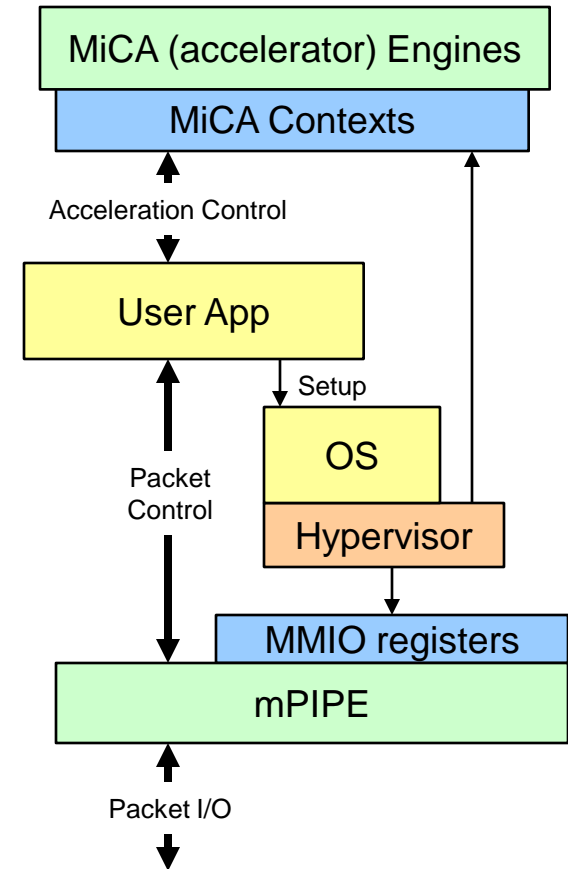 MiCA (accelerator) Engines
MiCA Contexts
Acceleration Control
User App
Setup
OS
Packet
Control
Hypervisor
MMIO registers
mPIPE
Packet I/O